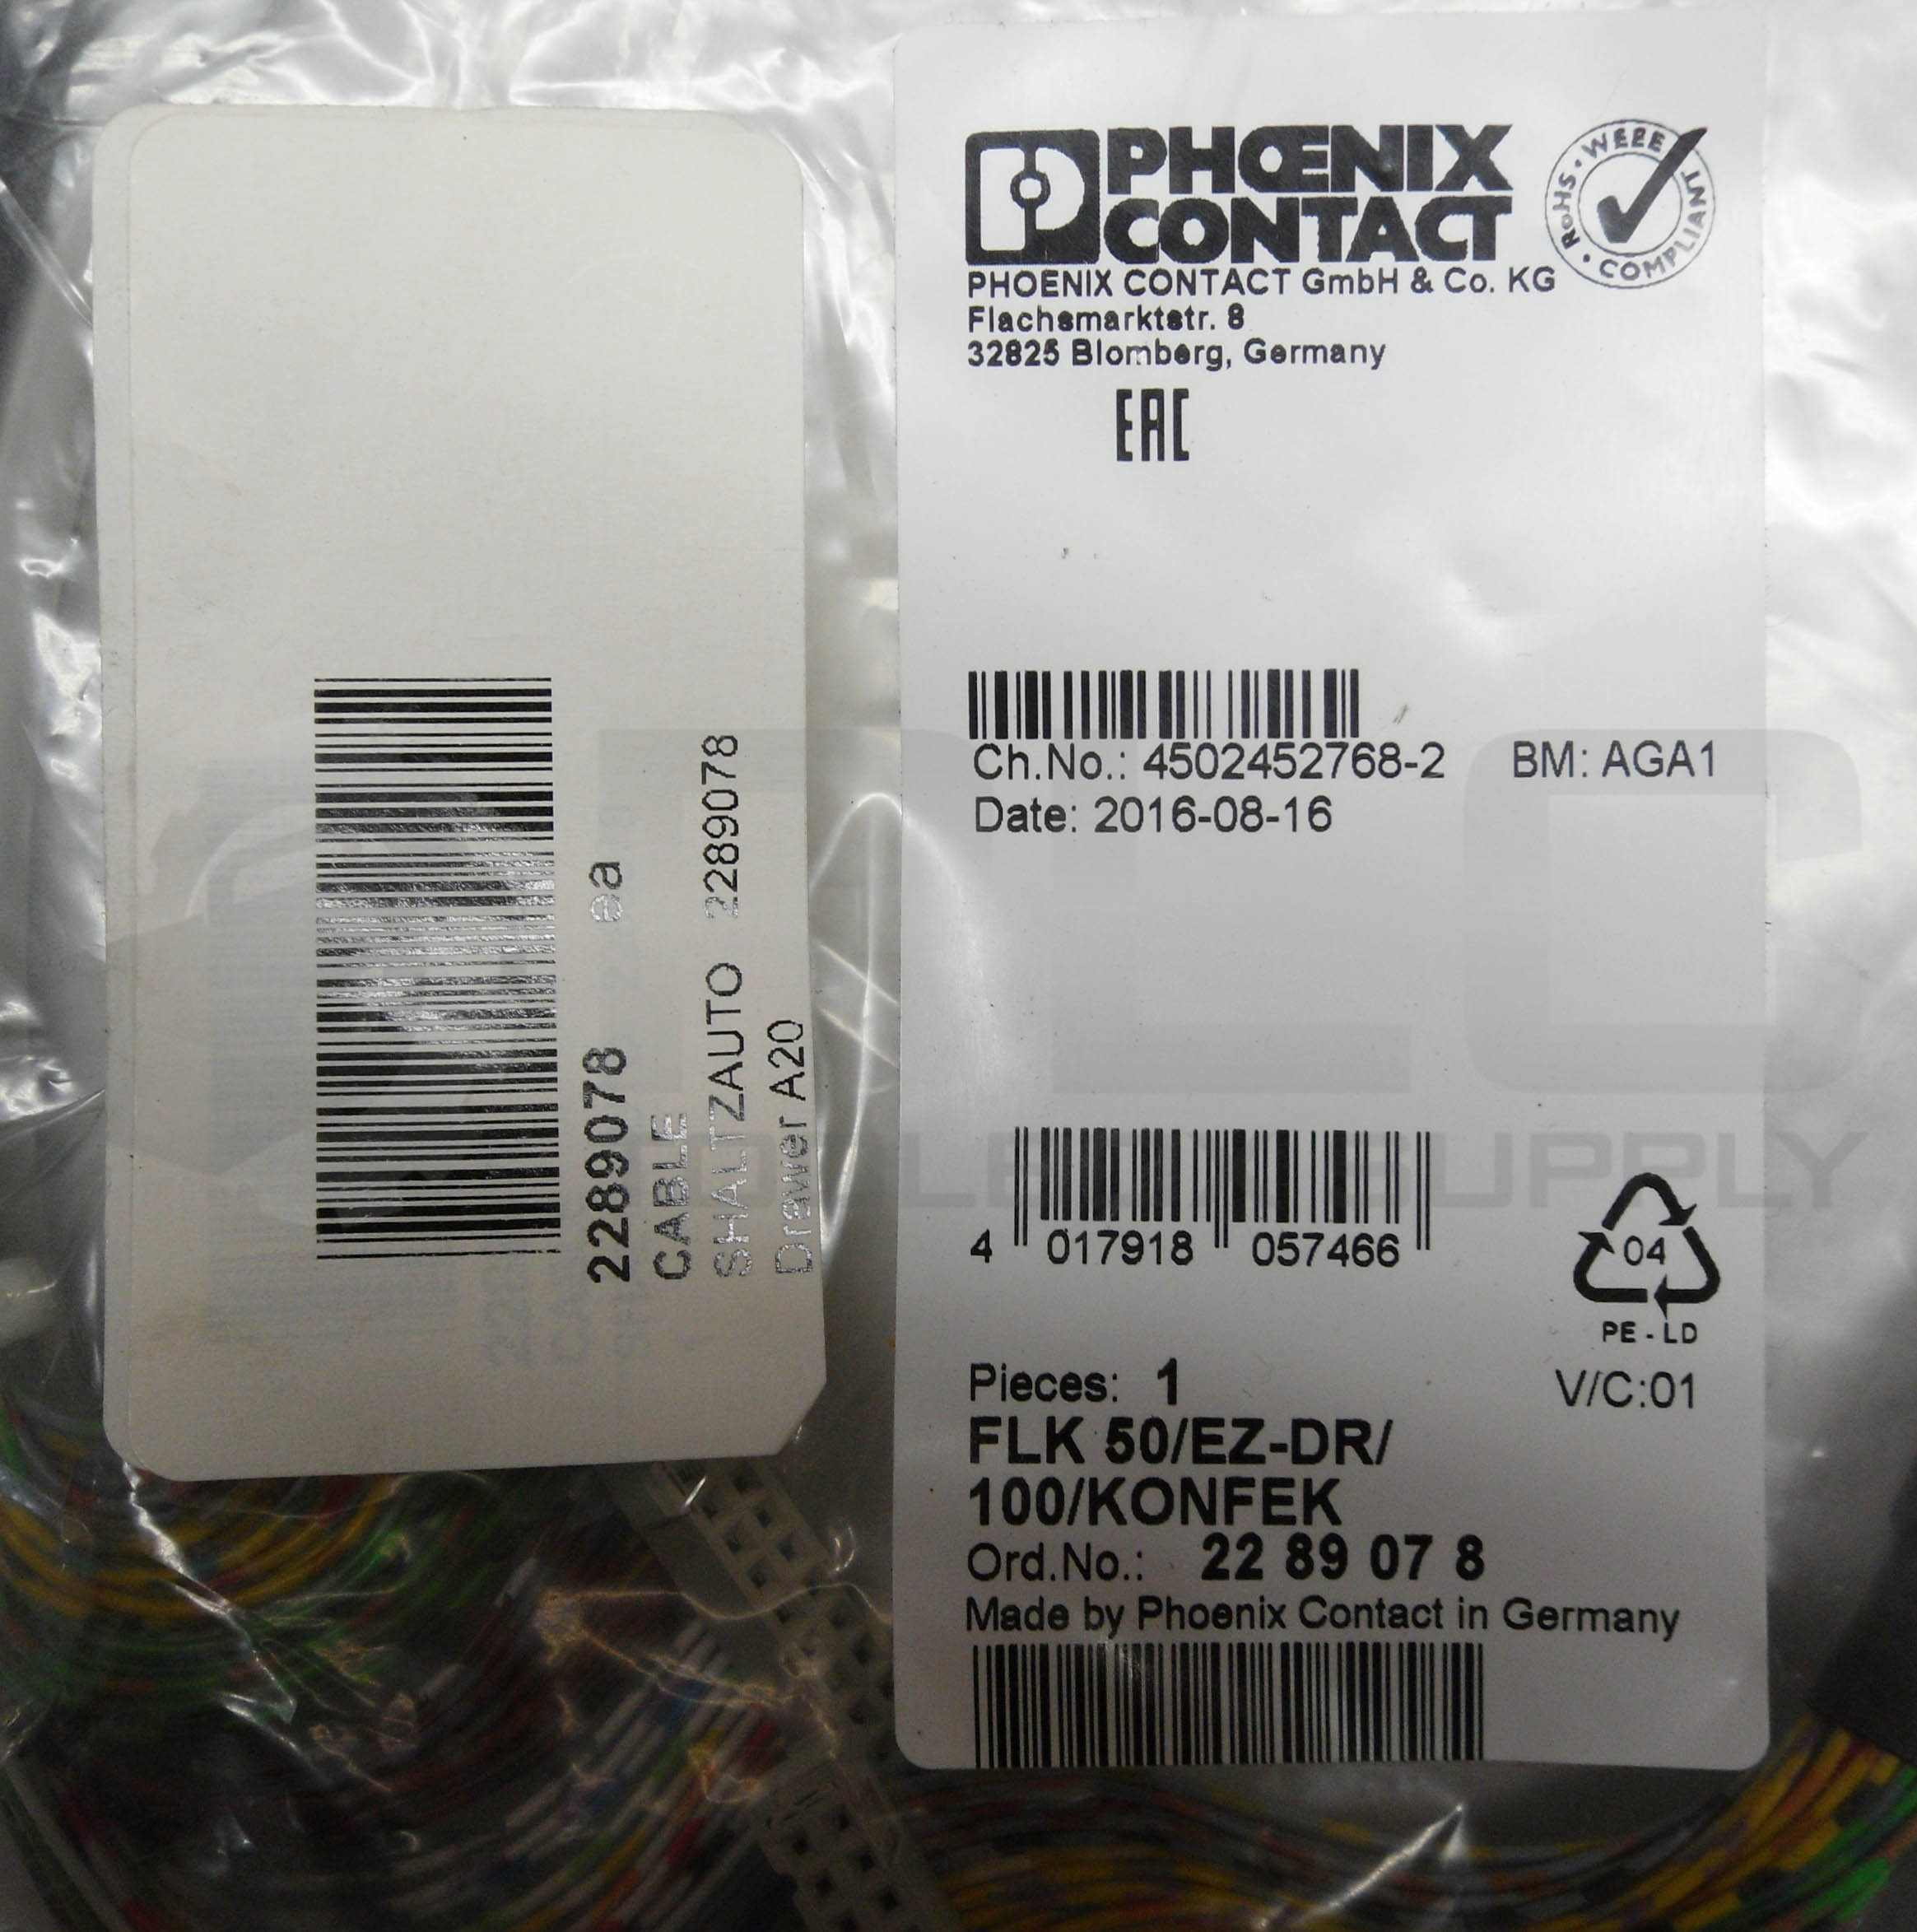 2289078 ea
CABLE
SHALTZAUTO 2289078
Drawer A20
PHŒNIX
CONTACT
RoHS · WEEE · COMPLIANT
PHOENIX CONTACT GmbH & Co. KG
Flachsmarktstr. 8
32825 Blomberg, Germany
EAC
Ch.No.: 4502452768-2 BM: AGA1
Date: 2016-08-16
4 017918 057466
04
PE - LD
Pieces: 1 V/C:01
FLK 50/EZ-DR/
100/KONFEK
Ord.No.: 22 89 07 8
Made by Phoenix Contact in Germany
PLC
SUPPLY